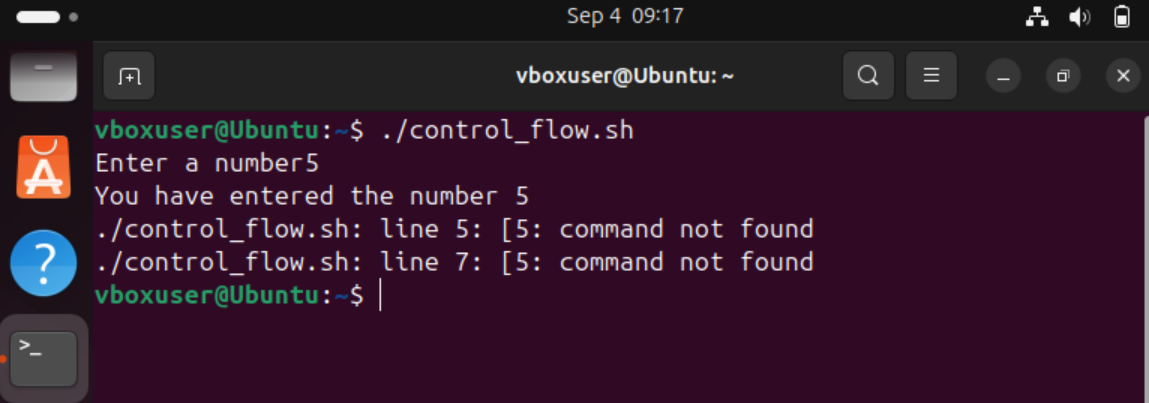 Sep 4 09:17
vboxuser@Ubuntu: ~
vboxuser@Ubuntu:~$ ./control_flow.sh
Enter a number5
You have entered the number 5
./control_flow.sh: line 5: [5: command not found
./control_flow.sh: line 7: [5: command not found
vboxuser@Ubuntu:~$